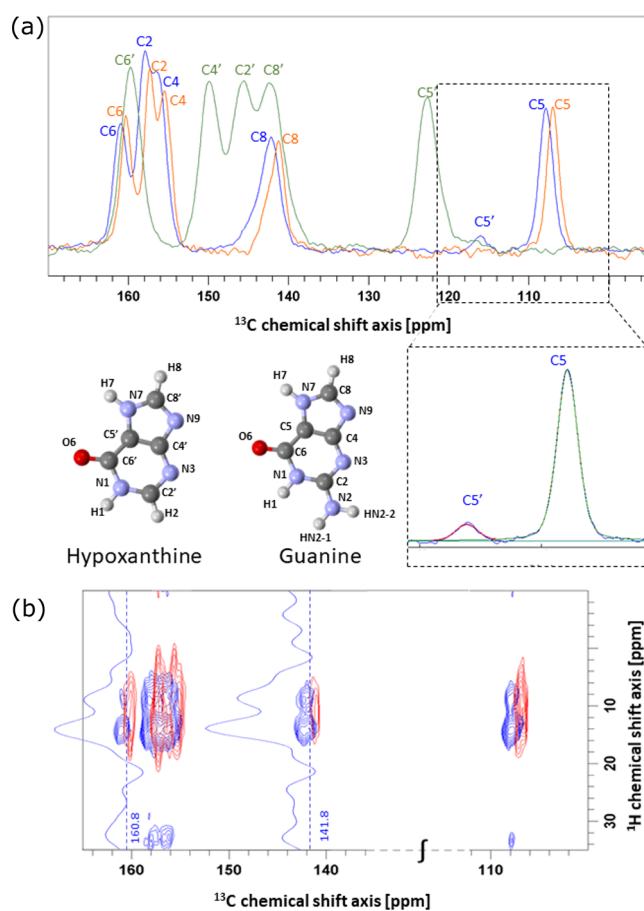 (a)
C6’ C2 C2 C4 C4 C6 C6 C4’ C2’ C8’ C8 C8 C5’ C5’ C5 C5
160 150 140 130 120 110
¹³C chemical shift axis [ppm]
H8
H7 N7 C8’
N9
C5’ C4’
O6 C6’
N3
N1 C2’
H1 H2
Hypoxanthine
H8
H7 N7 C8
N9
C5 C4
O6 C6
N3
N1 C2
H1 N2
HN2-2
HN2-1
Guanine
C5
C5’
(b)
160.8
141.8
10
20
30
¹H chemical shift axis [ppm]
160 150 140 ∫ 110
¹³C chemical shift axis [ppm]